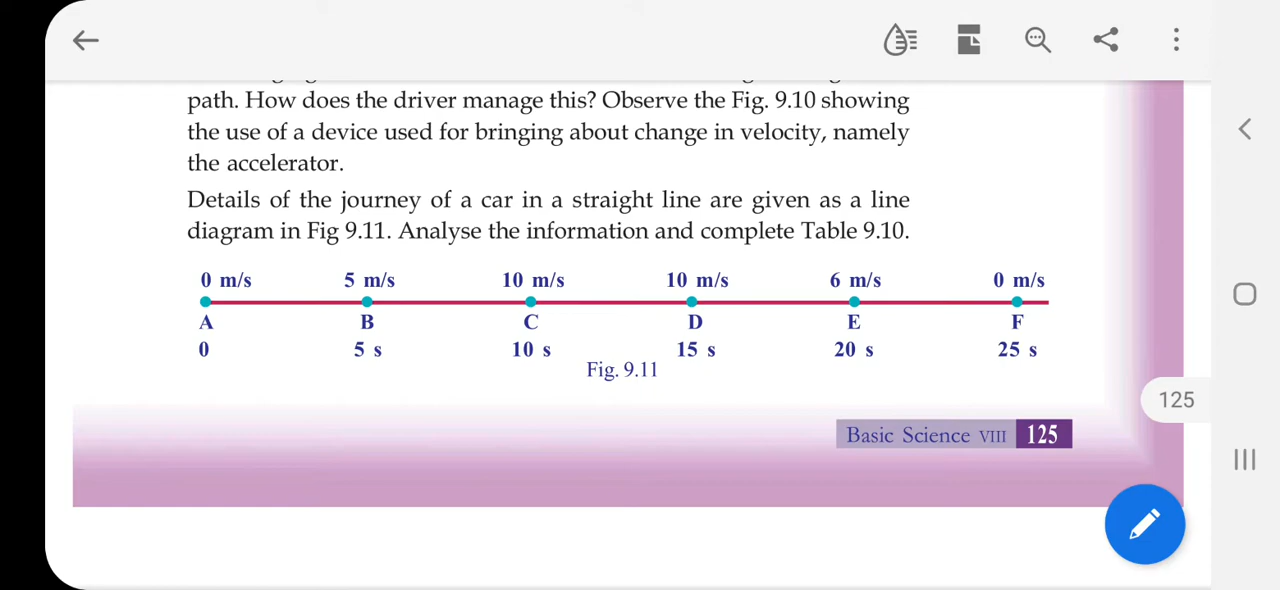 path. How does the driver manage this? Observe the Fig. 9.10 showing
the use of a device used for bringing about change in velocity, namely
the accelerator.
Details of the journey of a car in a straight line are given as a line
diagram in Fig 9.11. Analyse the information and complete Table 9.10.
0 m/s 5 m/s 10 m/s 10 m/s 6 m/s 0 m/s
A B C D E F
0 5 s 10 s 15 s 20 s 25 s
Fig. 9.11
125
Basic Science VIII 125